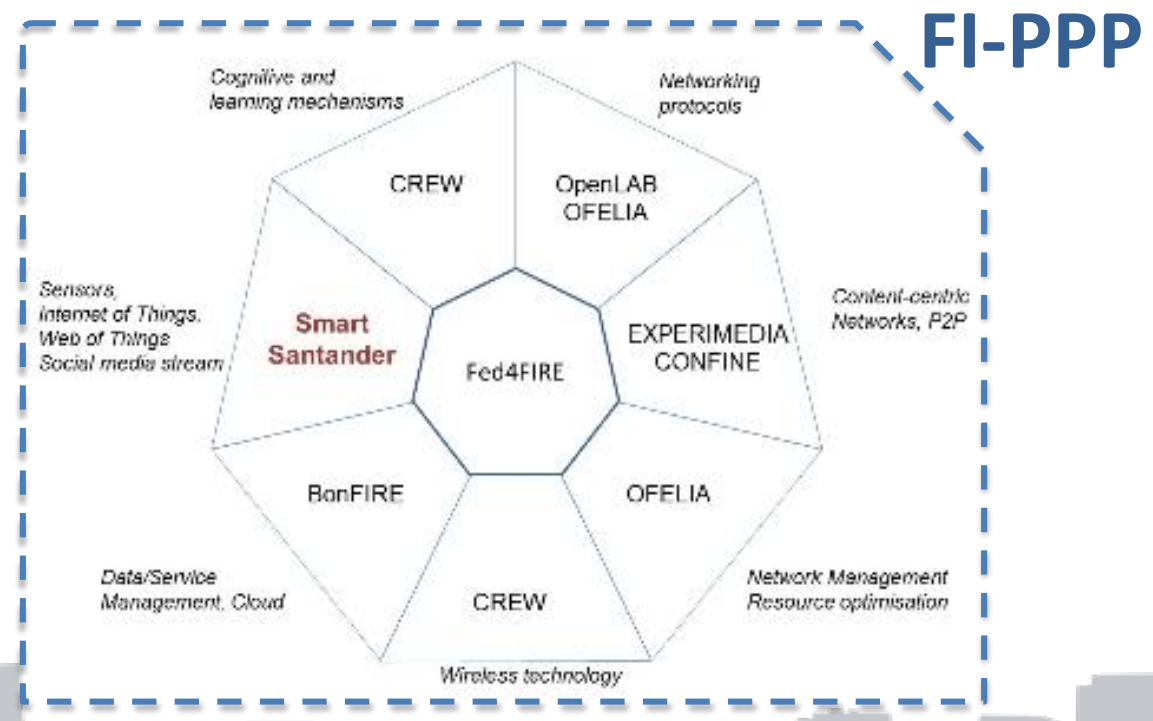 FI-PPP
Cognitive and
learning mechanisms
Networking
protocols
CREW
OpenLAB
OFELIA
Sensors,
Internet of Things,
Web of Things
Social media stream
Smart
Santander
Fed4FIRE
EXPERIMEDIA
CONFINE
Content-centric
Networks, P2P
BonFIRE
OFELIA
Data/Service
Management, Cloud
CREW
Network Management
Resource optimisation
Wireless technology